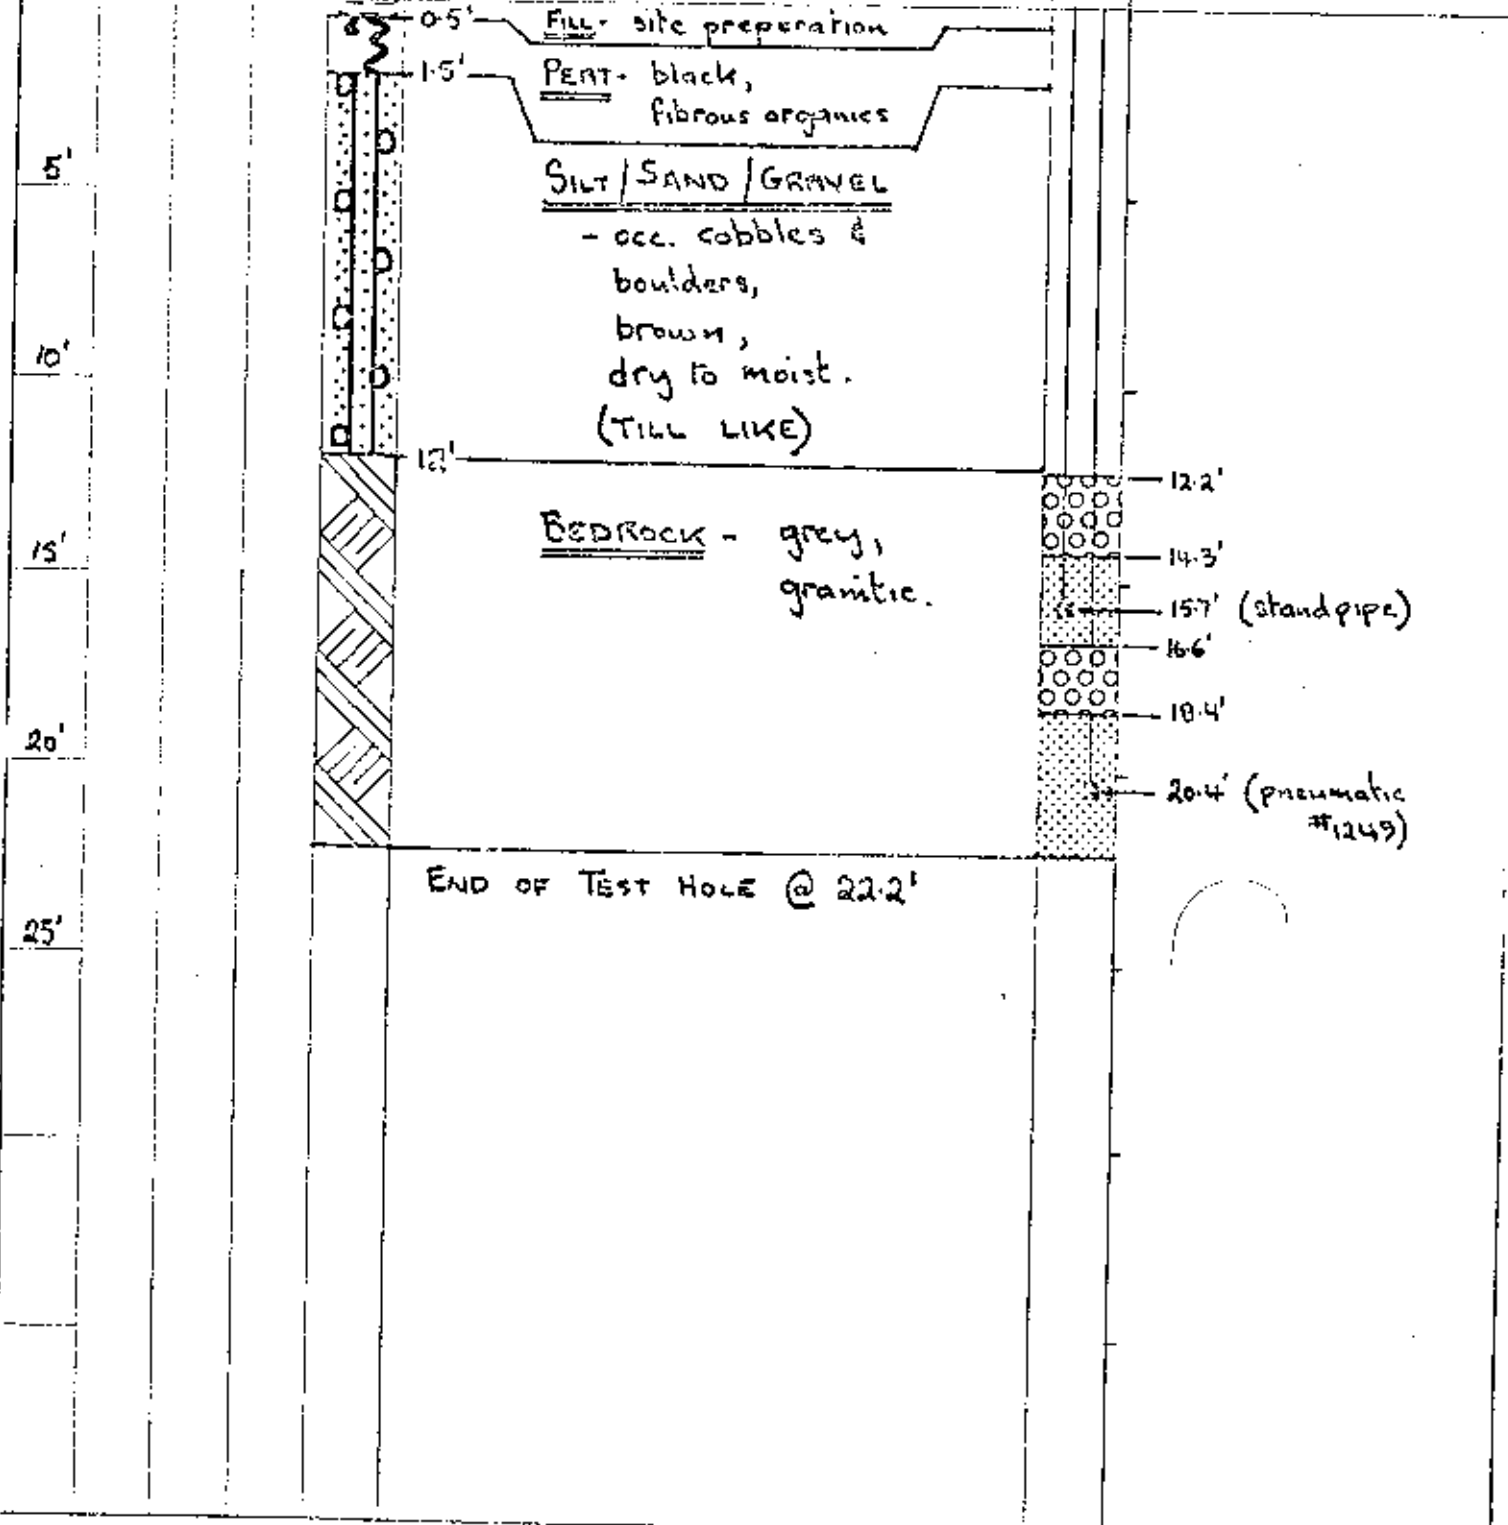 0.5' FILL - site preparation
1.5' PEAT - black,
fibrous organics
5'
SILT / SAND / GRAVEL
- occ. cobbles &
boulders,
brown,
10'
dry to moist.
(TILL LIKE)
12'
12.2'
BEDROCK - grey,
granitic.
14.3'
15'
15.7' (standpipe)
16.6'
18.4'
20'
20.4' (pneumatic
END OF TEST HOLE @ 22.2'
25'